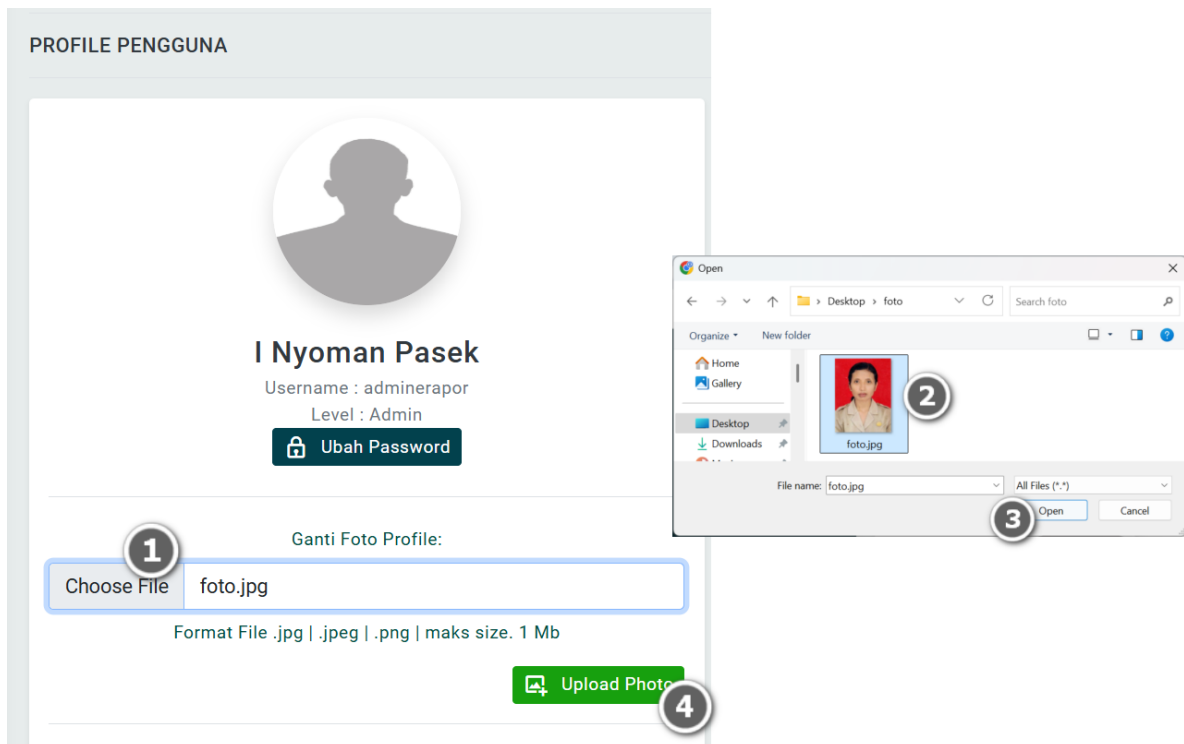 PROFILE PENGGUNA
I Nyoman Pasek
Username : adminerapor
Level : Admin
Ubah Password
Ganti Foto Profile:
1
Choose File foto.jpg
Format File .jpg | .jpeg | .png | maks size. 1 Mb
Upload Photo
4
Open
Desktop > foto
Search foto
Organize
New folder
Home
Gallery
Desktop
Downloads
foto.jpg
2
File name: foto.jpg
All Files (*.*)
3
Open
Cancel